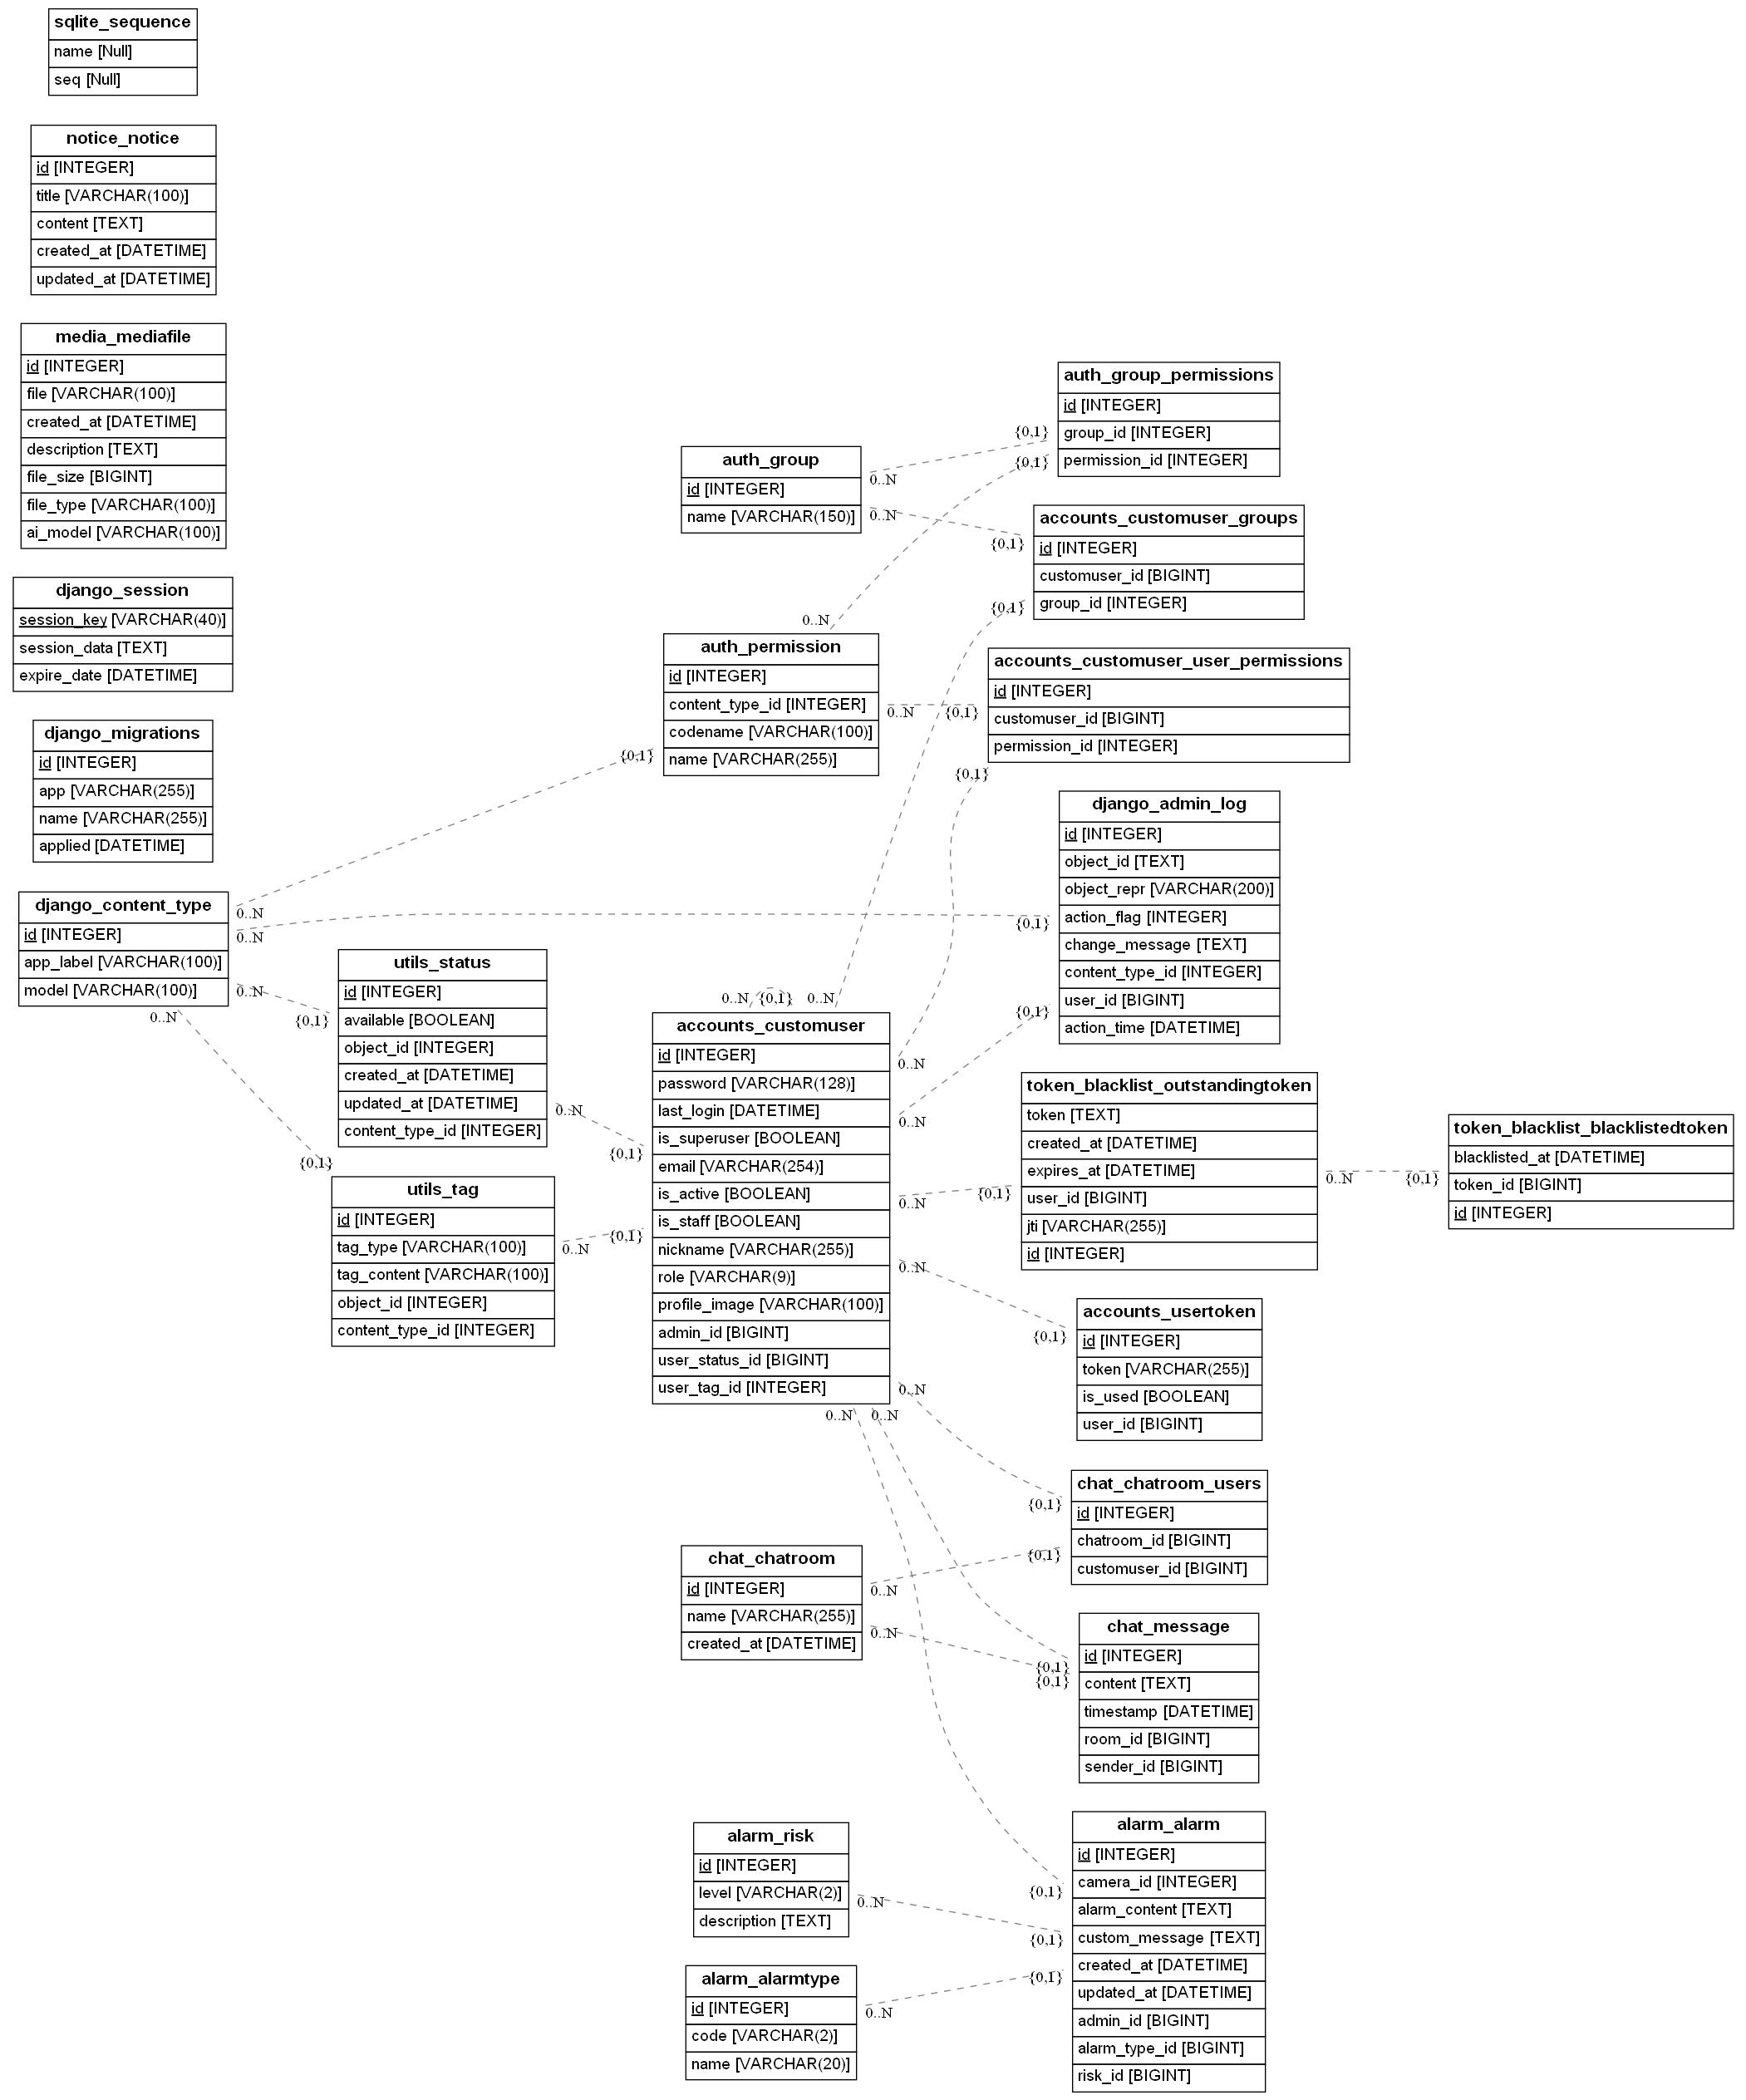 sqlite_sequence
name [Null]
seq [Null]
notice_notice
id [INTEGER]
title [VARCHAR(100)]
content [TEXT]
created_at [DATETIME]
updated_at [DATETIME]
media_mediafile
id [INTEGER]
file [VARCHAR(100)]
created_at [DATETIME]
description [TEXT]
file_size [BIGINT]
file_type [VARCHAR(100)]
ai_model [VARCHAR(100)]
django_session
session_key [VARCHAR(40)]
session_data [TEXT]
expire_date [DATETIME]
django_migrations
id [INTEGER]
app [VARCHAR(255)]
name [VARCHAR(255)]
applied [DATETIME]
django_content_type
id [INTEGER]
app_label [VARCHAR(100)]
model [VARCHAR(100)]
0..N
0..N
0..N
0..N
utils_status
id [INTEGER]
available [BOOLEAN]
object_id [INTEGER]
created_at [DATETIME]
updated_at [DATETIME]
content_type_id [INTEGER]
{0,1}
0..N
utils_tag
id [INTEGER]
tag_type [VARCHAR(100)]
tag_content [VARCHAR(100)]
object_id [INTEGER]
content_type_id [INTEGER]
{0,1}
0..N
auth_group
id [INTEGER]
name [VARCHAR(150)]
0..N
0..N
auth_permission
id [INTEGER]
content_type_id [INTEGER]
codename [VARCHAR(100)]
name [VARCHAR(255)]
0..N
0..N
{0,1}
accounts_customuser
id [INTEGER]
password [VARCHAR(128)]
last_login [DATETIME]
is_superuser [BOOLEAN]
email [VARCHAR(254)]
is_active [BOOLEAN]
is_staff [BOOLEAN]
nickname [VARCHAR(255)]
role [VARCHAR(9)]
profile_image [VARCHAR(100)]
admin_id [BIGINT]
user_status_id [BIGINT]
user_tag_id [INTEGER]
0..N
{0,1}
0..N
{0,1}
{0,1}
0..N
0..N
0..N
0..N
0..N
0..N
0..N
chat_chatroom
id [INTEGER]
name [VARCHAR(255)]
created_at [DATETIME]
0..N
0..N
alarm_risk
id [INTEGER]
level [VARCHAR(2)]
description [TEXT]
0..N
alarm_alarmtype
id [INTEGER]
code [VARCHAR(2)]
name [VARCHAR(20)]
0..N
auth_group_permissions
id [INTEGER]
group_id [INTEGER]
permission_id [INTEGER]
{0,1}
{0,1}
accounts_customuser_groups
id [INTEGER]
customuser_id [BIGINT]
group_id [INTEGER]
{0,1}
{0,1}
accounts_customuser_user_permissions
id [INTEGER]
customuser_id [BIGINT]
permission_id [INTEGER]
{0,1}
{0,1}
django_admin_log
id [INTEGER]
object_id [TEXT]
object_repr [VARCHAR(200)]
action_flag [INTEGER]
change_message [TEXT]
content_type_id [INTEGER]
user_id [BIGINT]
action_time [DATETIME]
{0,1}
{0,1}
token_blacklist_outstandingtoken
token [TEXT]
created_at [DATETIME]
expires_at [DATETIME]
user_id [BIGINT]
jti [VARCHAR(255)]
id [INTEGER]
{0,1}
0..N
token_blacklist_blacklistedtoken
blacklisted_at [DATETIME]
token_id [BIGINT]
id [INTEGER]
{0,1}
accounts_usertoken
id [INTEGER]
token [VARCHAR(255)]
is_used [BOOLEAN]
user_id [BIGINT]
{0,1}
chat_chatroom_users
id [INTEGER]
chatroom_id [BIGINT]
customuser_id [BIGINT]
{0,1}
{0,1}
chat_message
id [INTEGER]
content [TEXT]
timestamp [DATETIME]
room_id [BIGINT]
sender_id [BIGINT]
{0,1}
{0,1}
alarm_alarm
id [INTEGER]
camera_id [INTEGER]
alarm_content [TEXT]
custom_message [TEXT]
created_at [DATETIME]
updated_at [DATETIME]
admin_id [BIGINT]
alarm_type_id [BIGINT]
risk_id [BIGINT]
{0,1}
{0,1}
{0,1}